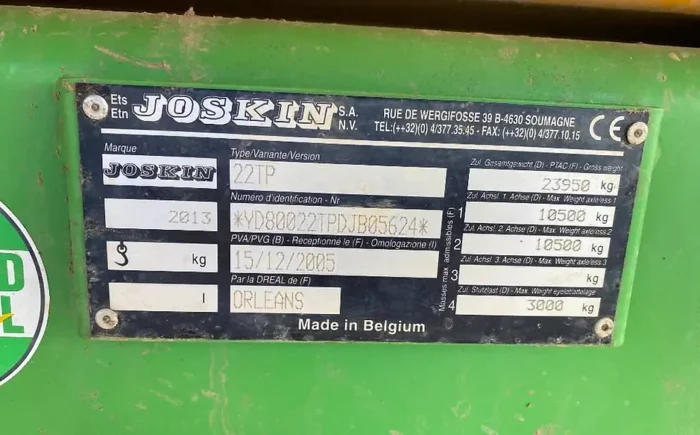 Ets
Etn
JOSKIN S.A.
N.V.
RUE DE WERGIFOSSE 39 B-4630 SOUMAGNE
TEL:(++32)(0) 4/377.35.45 - FAX: (++32)(0) 4/377.10.15
CE
Marque
JOSKIN
2013
kg
l
Type/Variante/Version
22TP
Numéro d'identification - Nr
*YD80022TPDJB05624*
PVA/PVG (B) - Receptionné le (F) - Omologazione (I)
15/12/2005
Par la DREAL de (F)
ORLEANS
Masses max. admissibles (F)
Zul. Gesamtgewicht (D) - PTAC (F) - Gross weight
23950 kg
Zul. Achsl. 1. Achse (D) - Max. Weight axle/ess 1
1 10500 kg
Zul. Achsl. 2. Achse (D) - Max. Weight axle/ess 2
2 10500 kg
Zul. Achsl. 3. Achse (D) - Max. Weight axle/ess 3
3 kg
Zul. Stutzlast (D) - Max. Weight
4 3000 kg
Made in Belgium
D
L